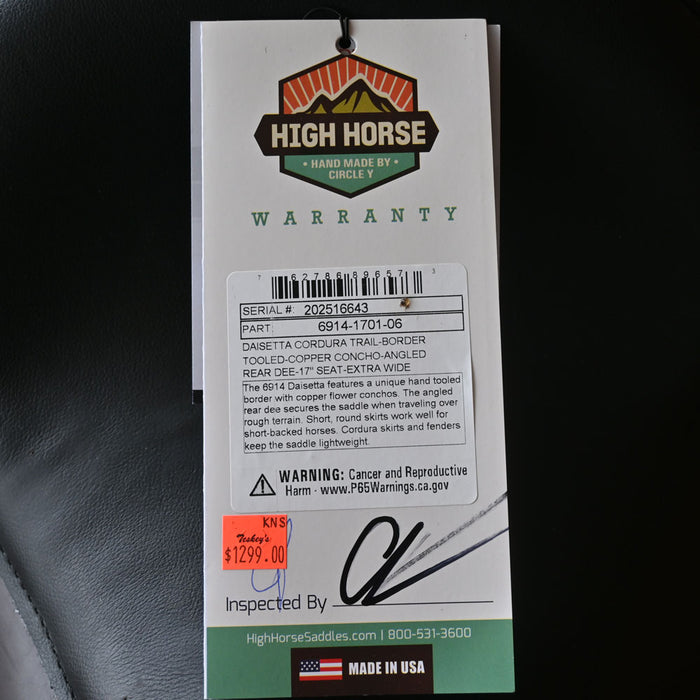 HIGH HORSE
• HAND MADE BY •
CIRCLE Y
WARRANTY
7 62786 89657 3
SERIAL #: 202516643
PART: 6914-1701-06
DAISETTA CORDURA TRAIL-BORDER
TOOLED-COPPER CONCHO-ANGLED
REAR DEE-17" SEAT-EXTRA WIDE
The 6914 Daisetta features a unique hand tooled
border with copper flower conchos. The angled
rear dee secures the saddle when traveling over
rough terrain. Short, round skirts work well for
short-backed horses. Cordura skirts and fenders
keep the saddle lightweight.
WARNING: Cancer and Reproductive
Harm - www.P65Warnings.ca.gov
KNS
Teskey's
$1299.00
Inspected By
HighHorseSaddles.com | 800-531-3600
MADE IN USA